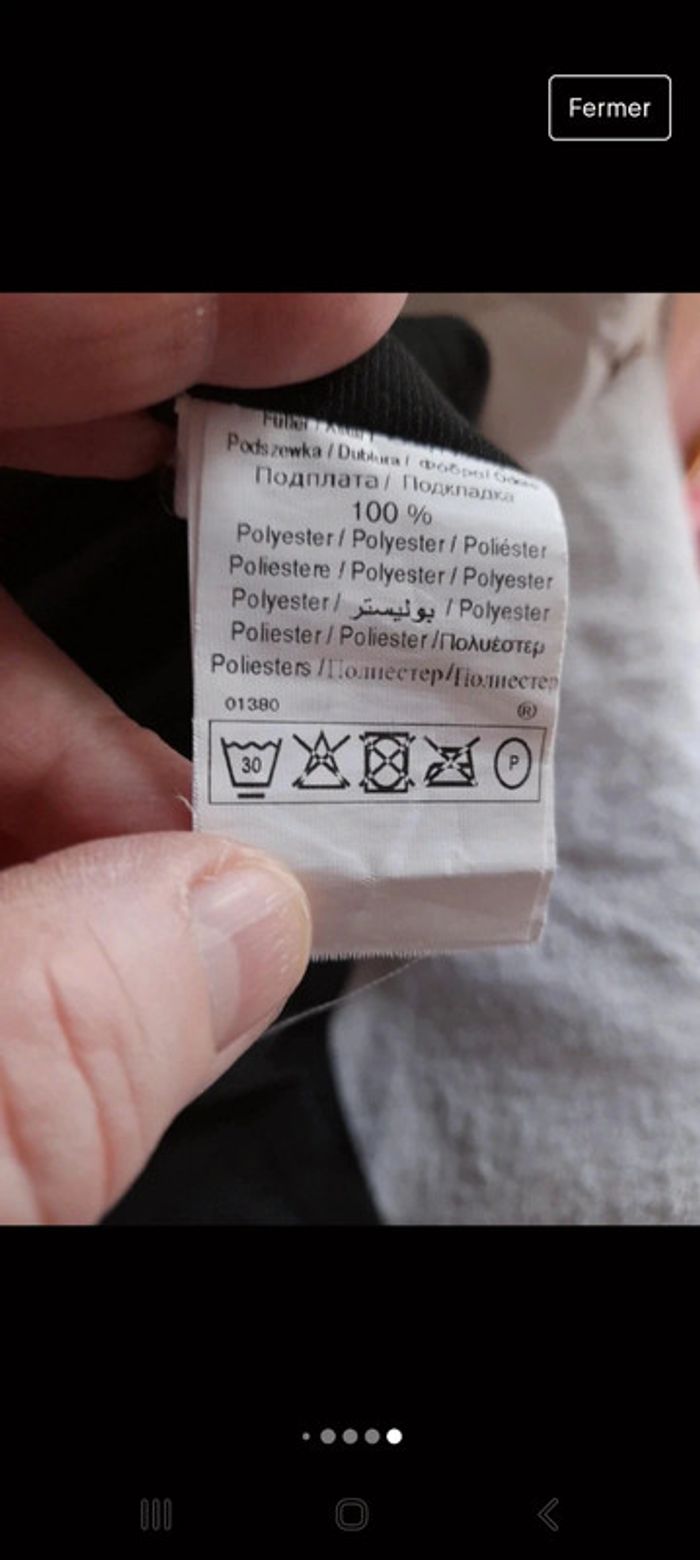 Fermer
Podszewka / Dublura /
Подплата / Подкладка
100 %
Polyester / Polyester / Poliéster
Poliestere / Polyester / Polyester
Polyester / بوليستر / Polyester
Poliester / Poliester /Πολυέστερ
Poliesters /Полиестер/Полиестер
01380 ®
30 P